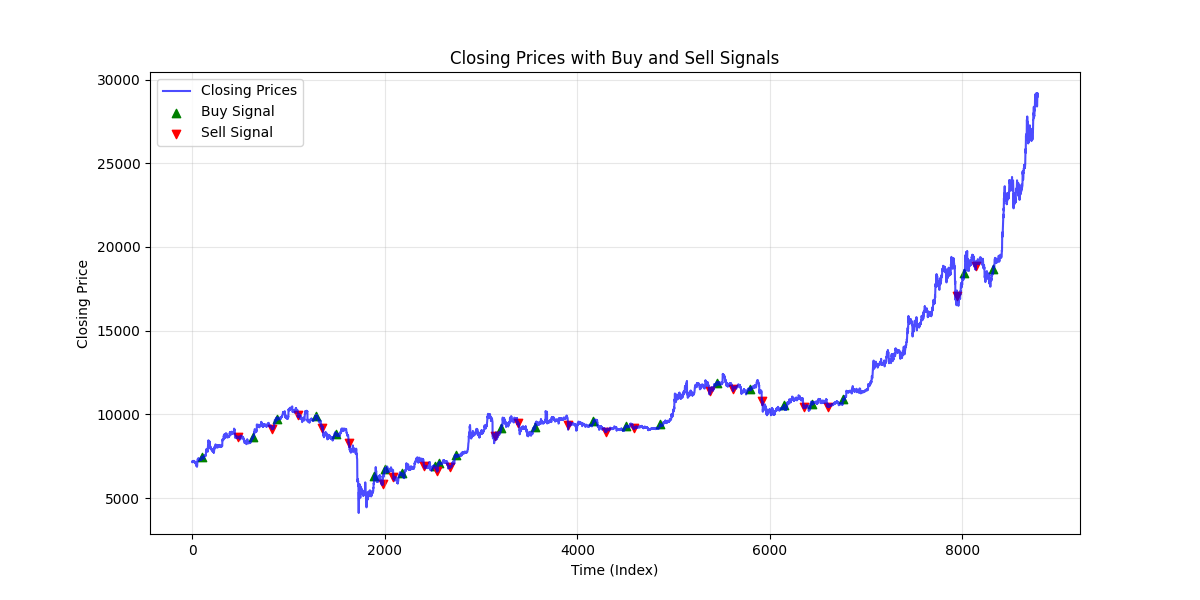 Closing Prices with Buy and Sell Signals
Closing Prices
Buy Signal
Sell Signal
Closing Price
30000
25000
20000
15000
10000
5000
0 2000 4000 6000 8000
Time (Index)